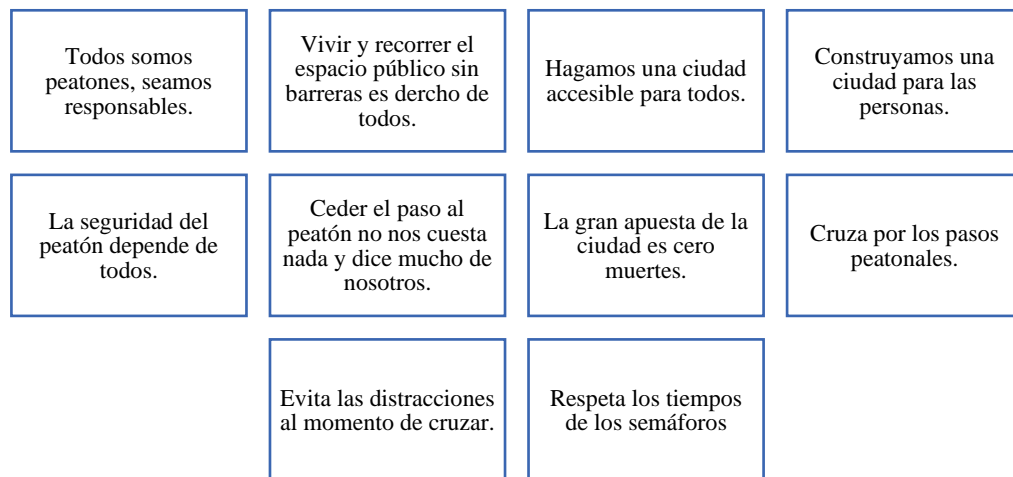 Todos somos
peatones, seamos
responsables.
Vivir y recorrer el
espacio público sin
barreras es dercho de
todos.
Hagamos una ciudad
accesible para todos.
Construyamos una
ciudad para las
personas.
La seguridad del
peatón depende de
todos.
Ceder el paso al
peatón no nos cuesta
nada y dice mucho de
nosotros.
La gran apuesta de la
ciudad es cero
muertes.
Cruza por los pasos
peatonales.
Evita las distracciones
al momento de cruzar.
Respeta los tiempos
de los semáforos